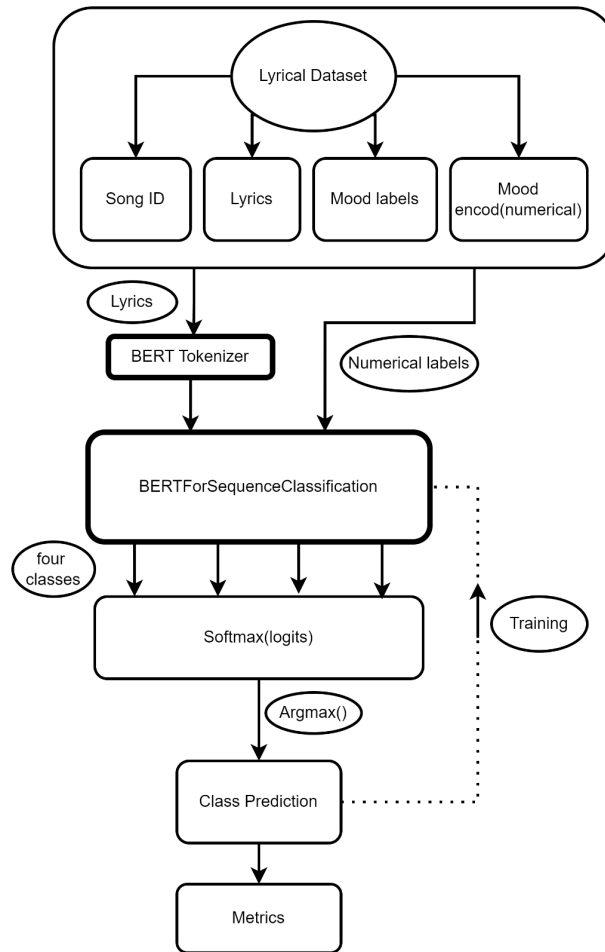 Lyrical Dataset
Song ID
Lyrics
Mood labels
Mood
encod(numerical)
Lyrics
BERT Tokenizer
Numerical labels
BERTForSequenceClassification
four
classes
Softmax(logits)
Training
Argmax()
Class Prediction
Metrics